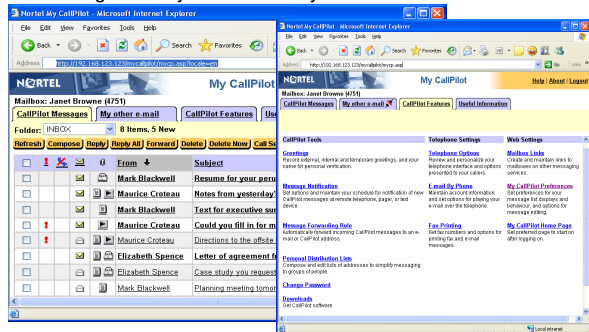 Nortel My CallPilot - Microsoft Internet Explorer
File Edit View Favorites Tools Help
Back Search Favorites
Address http://192.168.123.123/mycallpilot/mycp.asp?locale=en
NORTEL My CallPilot
Mailbox: Janet Browne (4751)
CallPilot Messages My other e-mail CallPilot Features
Folder: INBOX 8 Items, 5 New
Refresh Compose Reply Reply All Forward Delete Delete Now
From Subject
Mark Blackwell Resume for your
Maurice Croteau Notes from yesterday's
Mark Blackwell Text for executive
Maurice Croteau Could you fill in for
Maurice Croteau Directions to the offsite
Elizabeth Spence Letter of agreement
Elizabeth Spence Case study you
Mark Blackwell Planning meeting
Nortel My CallPilot - Microsoft Internet Explorer
File Edit View Favorites Tools Help
Back Search Favorites
Address http://192.168.123.123/mycallpilot/mycp.asp Go Links »
NORTEL My CallPilot Help | About | Logout
Mailbox: Janet Browne (4751)
CallPilot Messages My other e-mail CallPilot Features Useful Information
CallPilot Tools Telephone Settings Web Settings
Greetings Telephone Options Mailbox Links
Record external, internal and temporary greetings, and your name for personal verification.
Review and personalize your telephone interface and options presented to your callers.
Create and maintain links to mailboxes on other messaging services.
Message Notification E-mail By Phone My CallPilot Preferences
Set options and maintain your schedule for notification of new CallPilot messages at remote telephone, pager, or text device.
Maintain account information and set options for playing your e-mail over the telephone.
Set preferences for your message list displays and behaviour, and options for message editing.
Message Forwarding Rule Fax Printing My CallPilot Home Page
Automatically forward incoming CallPilot messages to an e-mail or CallPilot address.
Set fax numbers and options for printing fax and e-mail messages.
Set preferred page to start on after logging on.
Personal Distribution Lists
Compose and edit lists of addresses to simplify messaging to groups of people.
Change Password
Downloads
Get CallPilot software.
Local intranet